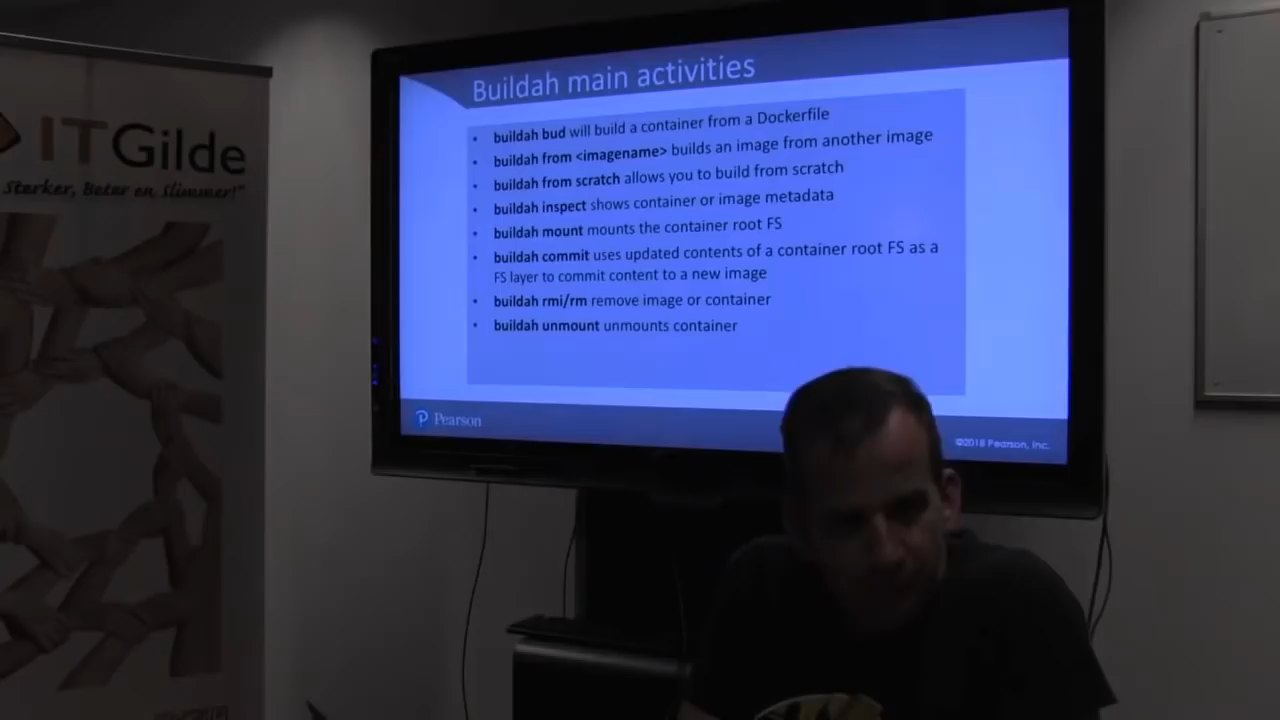 Buildah main activities
• buildah bud will build a container from a Dockerfile
• buildah from <imagename> builds an image from another image
• buildah from scratch allows you to build from scratch
• buildah inspect shows container or image metadata
• buildah mount mounts the container root FS
• buildah commit uses updated contents of a container root FS as a
FS layer to commit content to a new image
• buildah rmi/rm remove image or container
• buildah unmount unmounts container
Pearson
©2018 Pearson, Inc.
ITGilde
Sterker, Beter en Slimmer!"